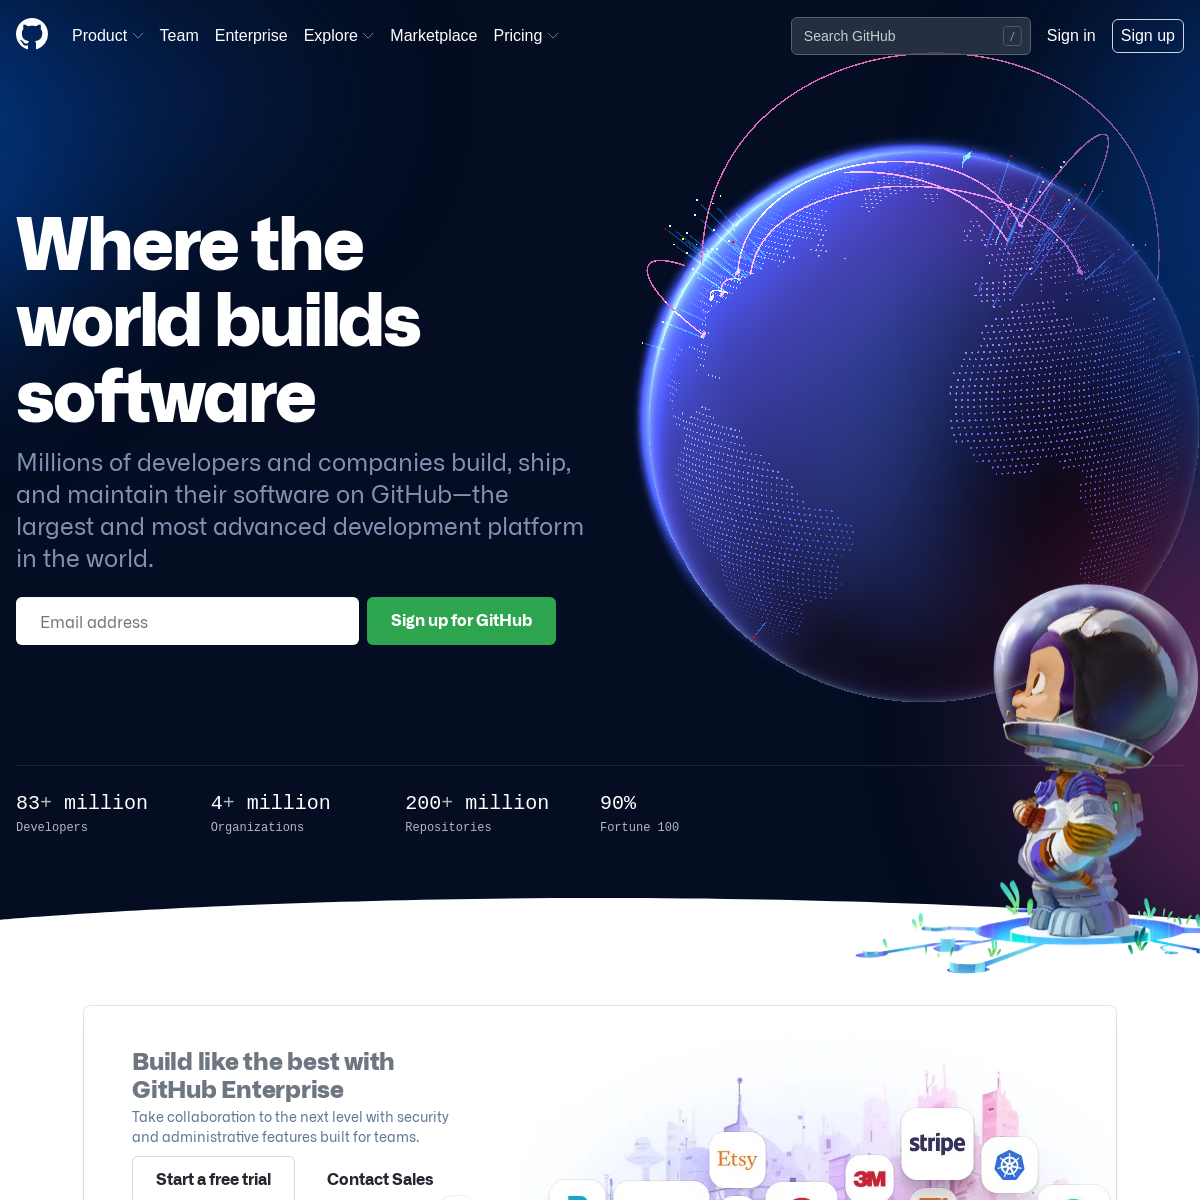 Product
Team
Enterprise
Explore
Marketplace
Pricing
Search GitHub
/
Sign in
Sign up
Where the
world builds
software
Millions of developers and companies build, ship,
and maintain their software on GitHub—the
largest and most advanced development platform
in the world.
Email address
Sign up for GitHub
83+ million
Developers
4+ million
Organizations
200+ million
Repositories
90%
Fortune 100
Build like the best with
GitHub Enterprise
Take collaboration to the next level with security
and administrative features built for teams.
Start a free trial
Contact Sales
Etsy
stripe
3M